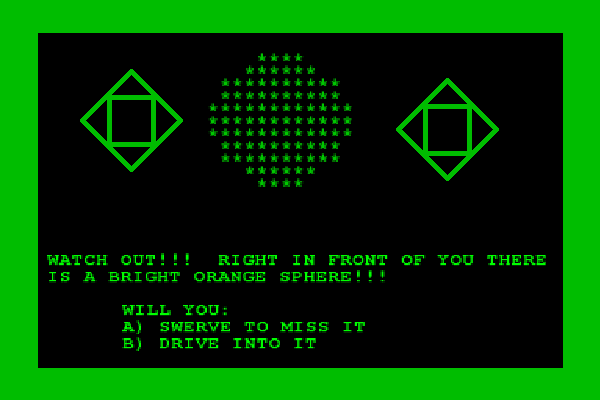 WATCH OUT!!!  RIGHT IN FRONT OF YOU THERE
IS A BRIGHT ORANGE SPHERE!!!
WILL YOU:
A) SWERVE TO MISS IT
B) DRIVE INTO IT